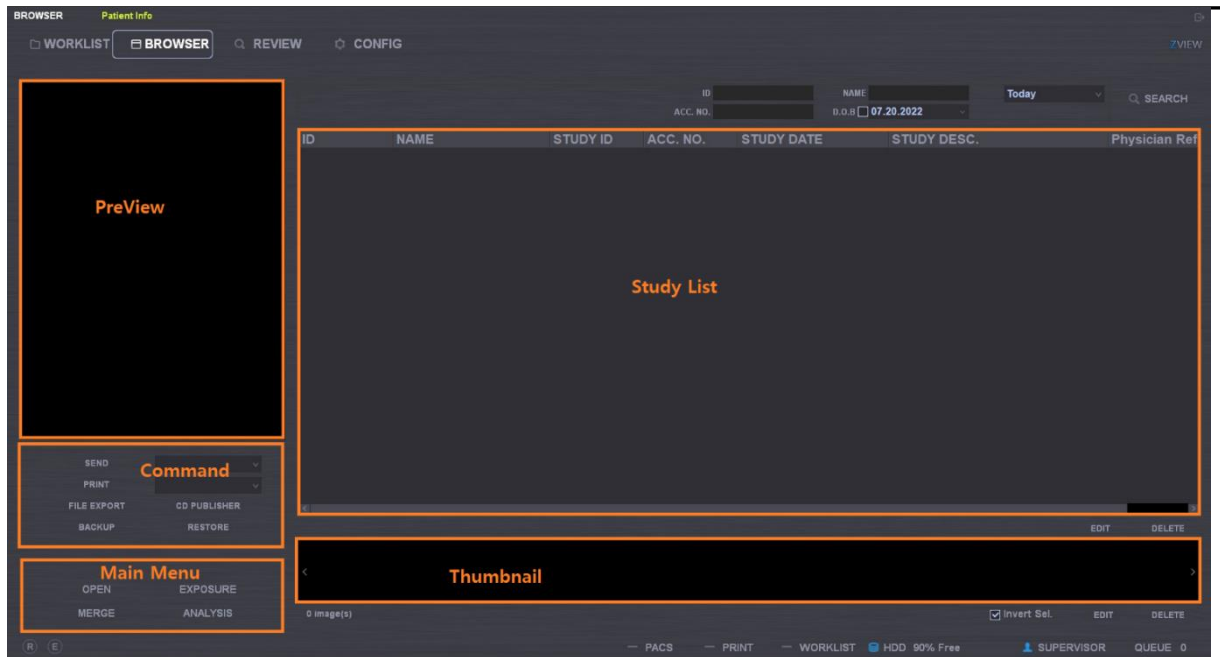 BROWSER Patient Info
WORKLIST BROWSER REVIEW CONFIG ZVIEW
ID NAME Today SEARCH
ACC. NO. D.O.B 07.20.2022
ID NAME STUDY ID ACC. NO. STUDY DATE STUDY DESC. Physician Ref
PreView
Study List
SEND
Command
PRINT
FILE EXPORT CD PUBLISHER
BACKUP RESTORE
EDIT DELETE
Main Menu
Thumbnail
OPEN EXPOSURE
MERGE ANALYSIS
0 image(s) Invert Sel. EDIT DELETE
R E PACS PRINT WORKLIST HDD 90% Free SUPERVISOR QUEUE 0